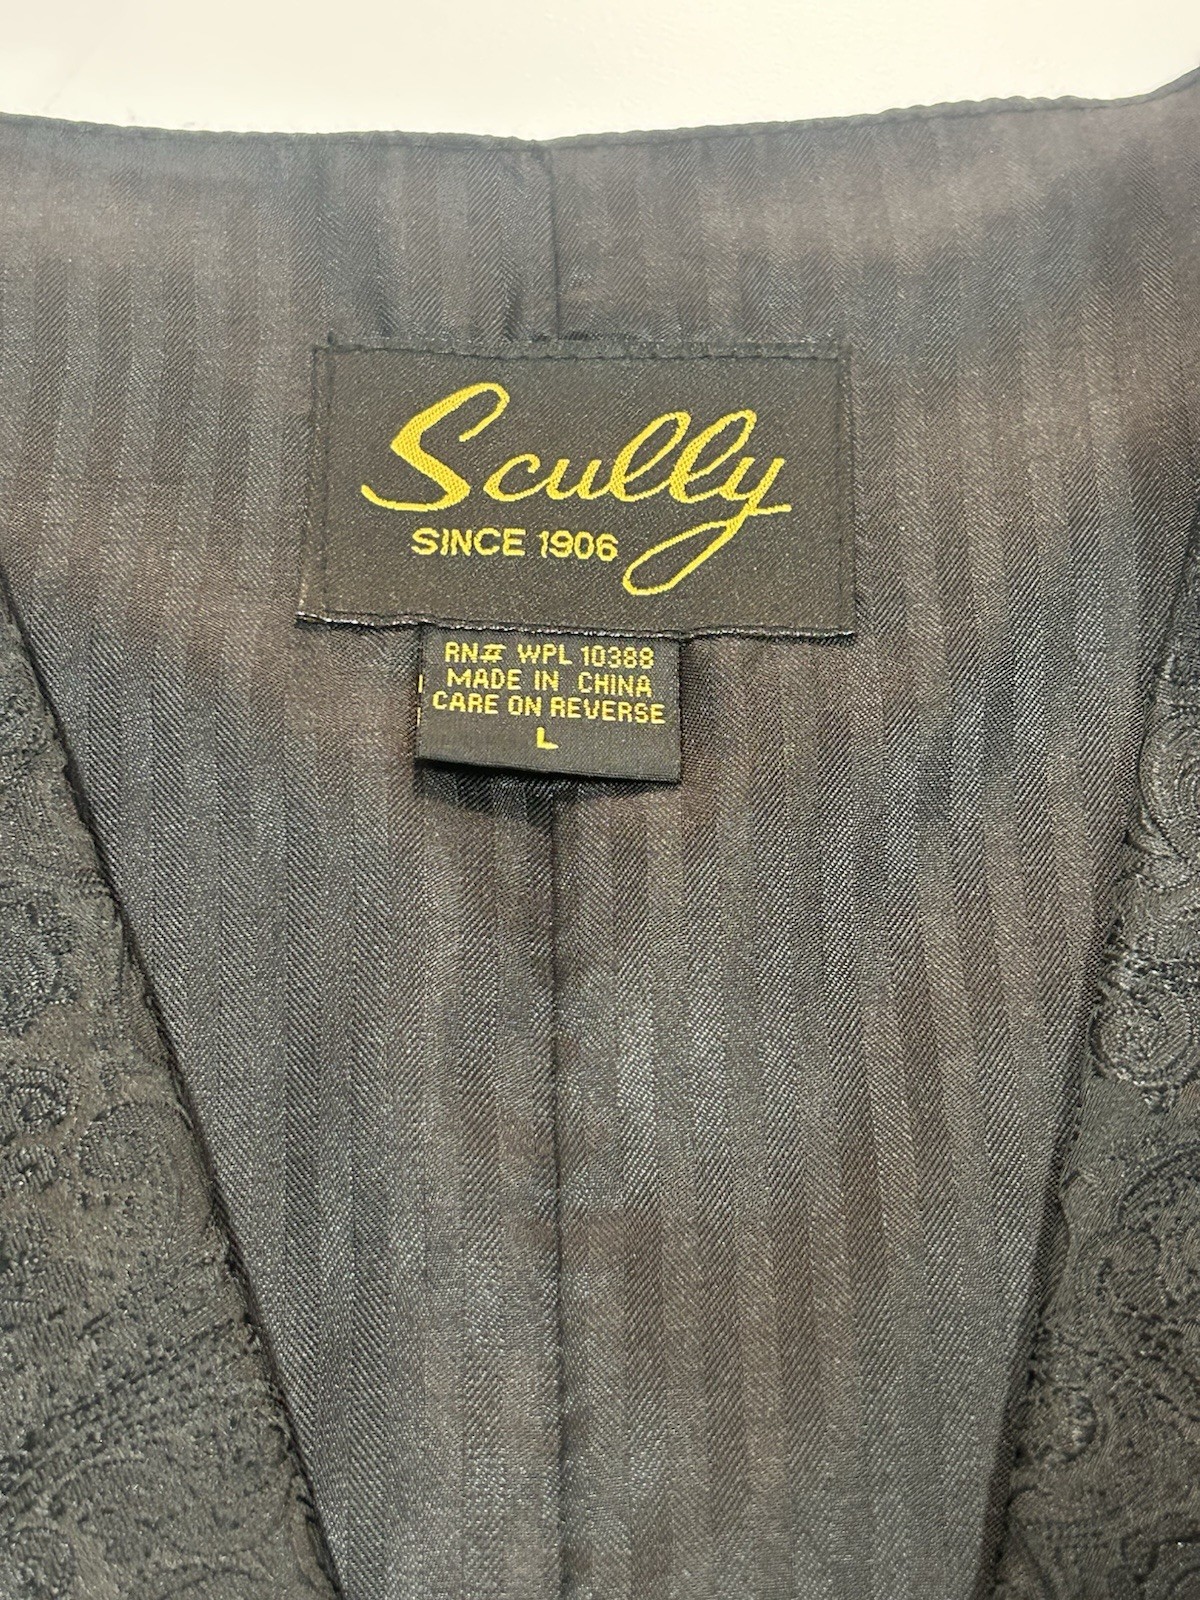 Scully
SINCE 1906
RN# WPL 10388
MADE IN CHINA
CARE ON REVERSE
L